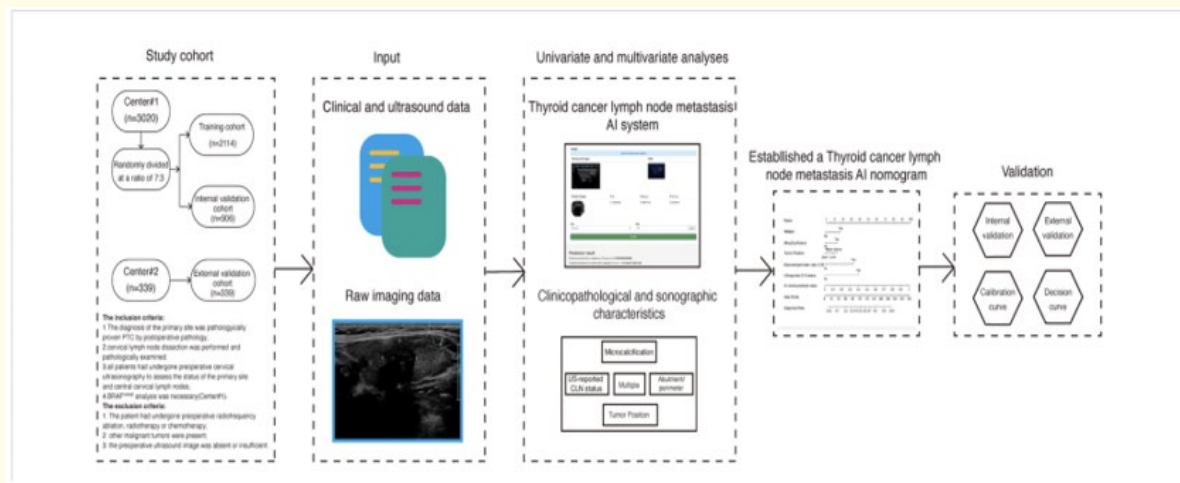 Study cohort
Center#1
(n=3020)
Training cohort
(n=2114)
Randomly divided
at a ratio of 7:3
Internal validation
cohort
(n=906)
Center#2
(n=339)
External validation
cohort
(n=339)
The inclusion criteria:
1.The diagnosis of the primary site was pathologically
proven PTC by postoperative pathology;
2.cervical lymph node dissection was performed and
pathologically examined;
3.all patients had undergone preoperative cervical
ultrasonography to assess the status of the primary site
and central cervical lymph nodes;
analysis was necessary(Center#1).
The exclusion criteria:
1. The patient had undergone preoperative radiofrequency
ablation, radiotherapy or chemotherapy;
2. other malignant tumors were present;
3. the preoperative ultrasound image was absent or insufficient.
Input
Clinical and ultrasound data
Raw imaging data
Univariate and multivariate analyses
Thyroid cancer lymph node metastasis
AI system
Clinicopathological and sonographic
characteristics
Microcalcification
US-reported
CLN status
Multiple
Abutment/
perimeter
Tumor Position
Establlished a Thyroid cancer lymph
node metastasis AI nomogram
Validation
Internal
validation
External
validation
Calibration
curve
Decision
curve